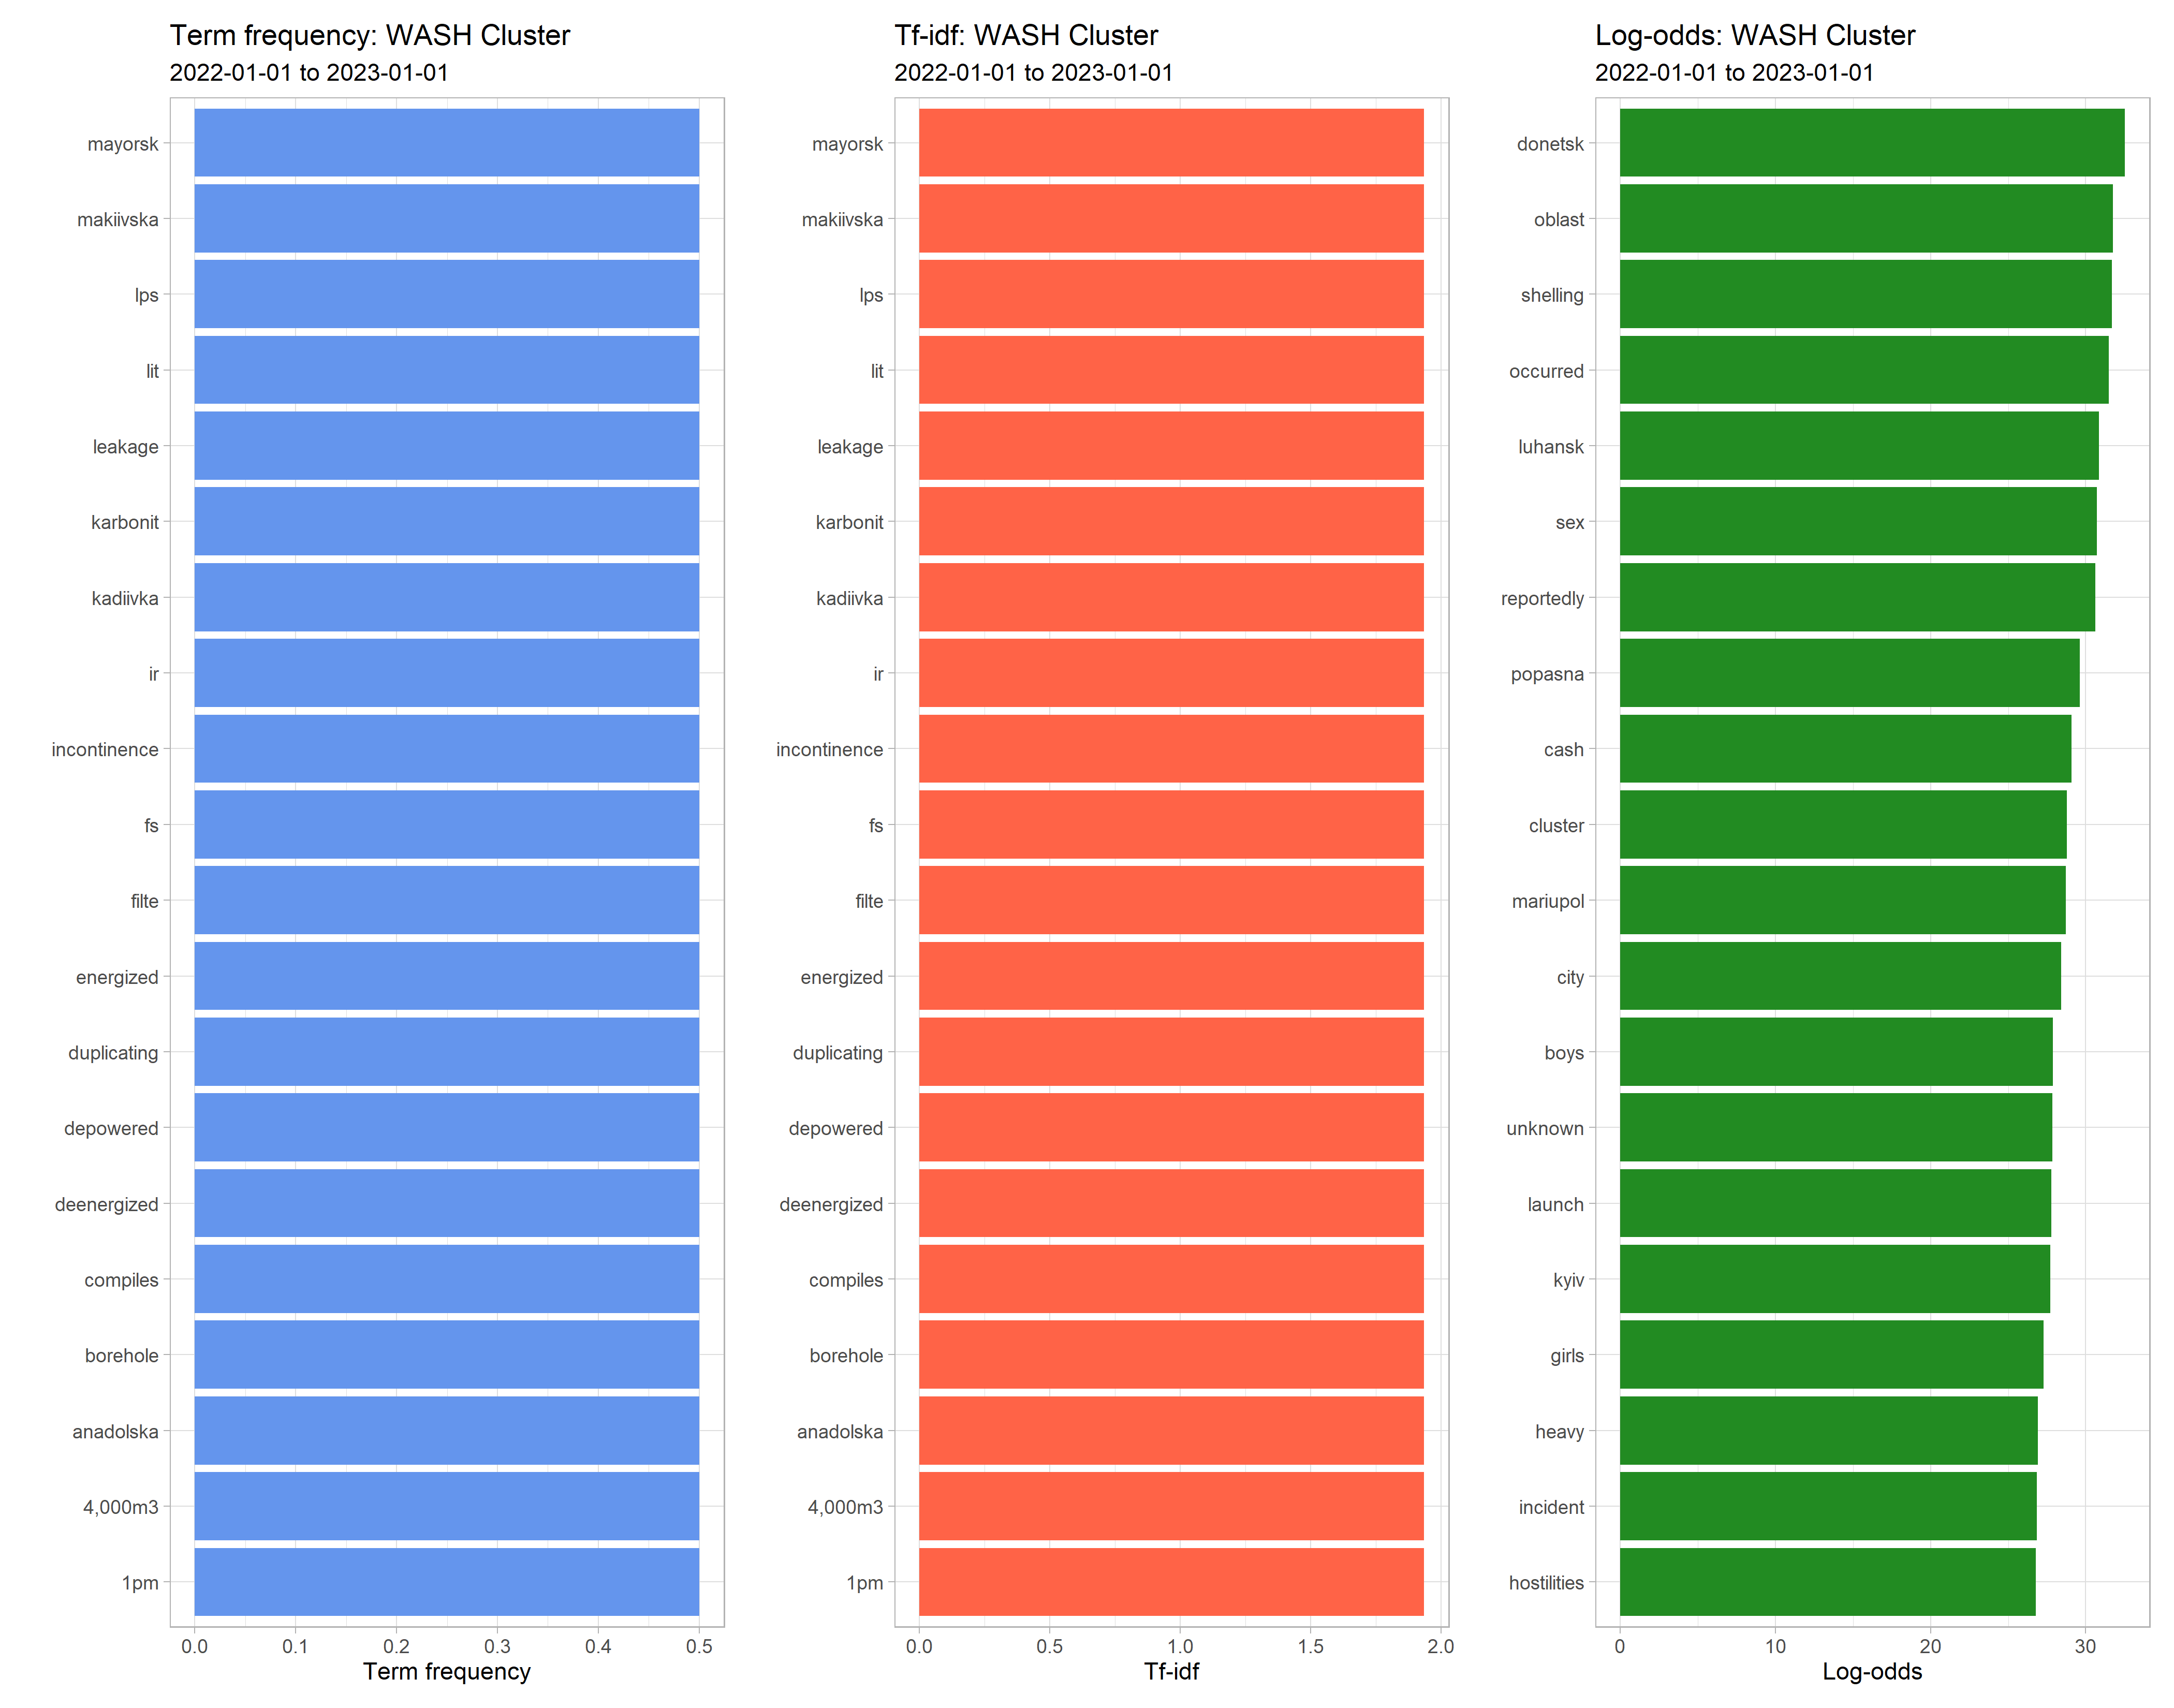 Term frequency: WASH Cluster
2022-01-01 to 2023-01-01
mayorsk
makiivska
lps
lit
leakage
karbonit
kadiivka
ir
incontinence
fs
filte
energized
duplicating
depowered
deenergized
compiles
borehole
anadolska
4,000m3
1pm
0.0 0.1 0.2 0.3 0.4 0.5
Term frequency
Tf-idf: WASH Cluster
2022-01-01 to 2023-01-01
mayorsk
makiivska
lps
lit
leakage
karbonit
kadiivka
ir
incontinence
fs
filte
energized
duplicating
depowered
deenergized
compiles
borehole
anadolska
4,000m3
1pm
0.0 0.5 1.0 1.5 2.0
Tf-idf
Log-odds: WASH Cluster
2022-01-01 to 2023-01-01
donetsk
oblast
shelling
occurred
luhansk
sex
reportedly
popasna
cash
cluster
mariupol
city
boys
unknown
launch
kyiv
girls
heavy
incident
hostilities
0 10 20 30
Log-odds